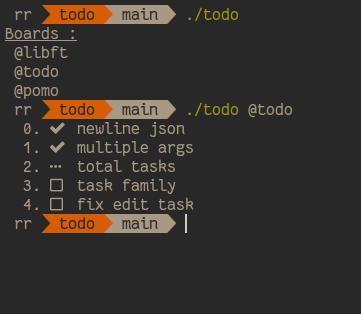 rr todo main ./todo
Boards :
@libft
@todo
@pomo
rr todo main ./todo @todo
0. ✔ newline json
1. ✔ multiple args
2. … total tasks
3. ☐ task family
4. ☐ fix edit task
rr todo main